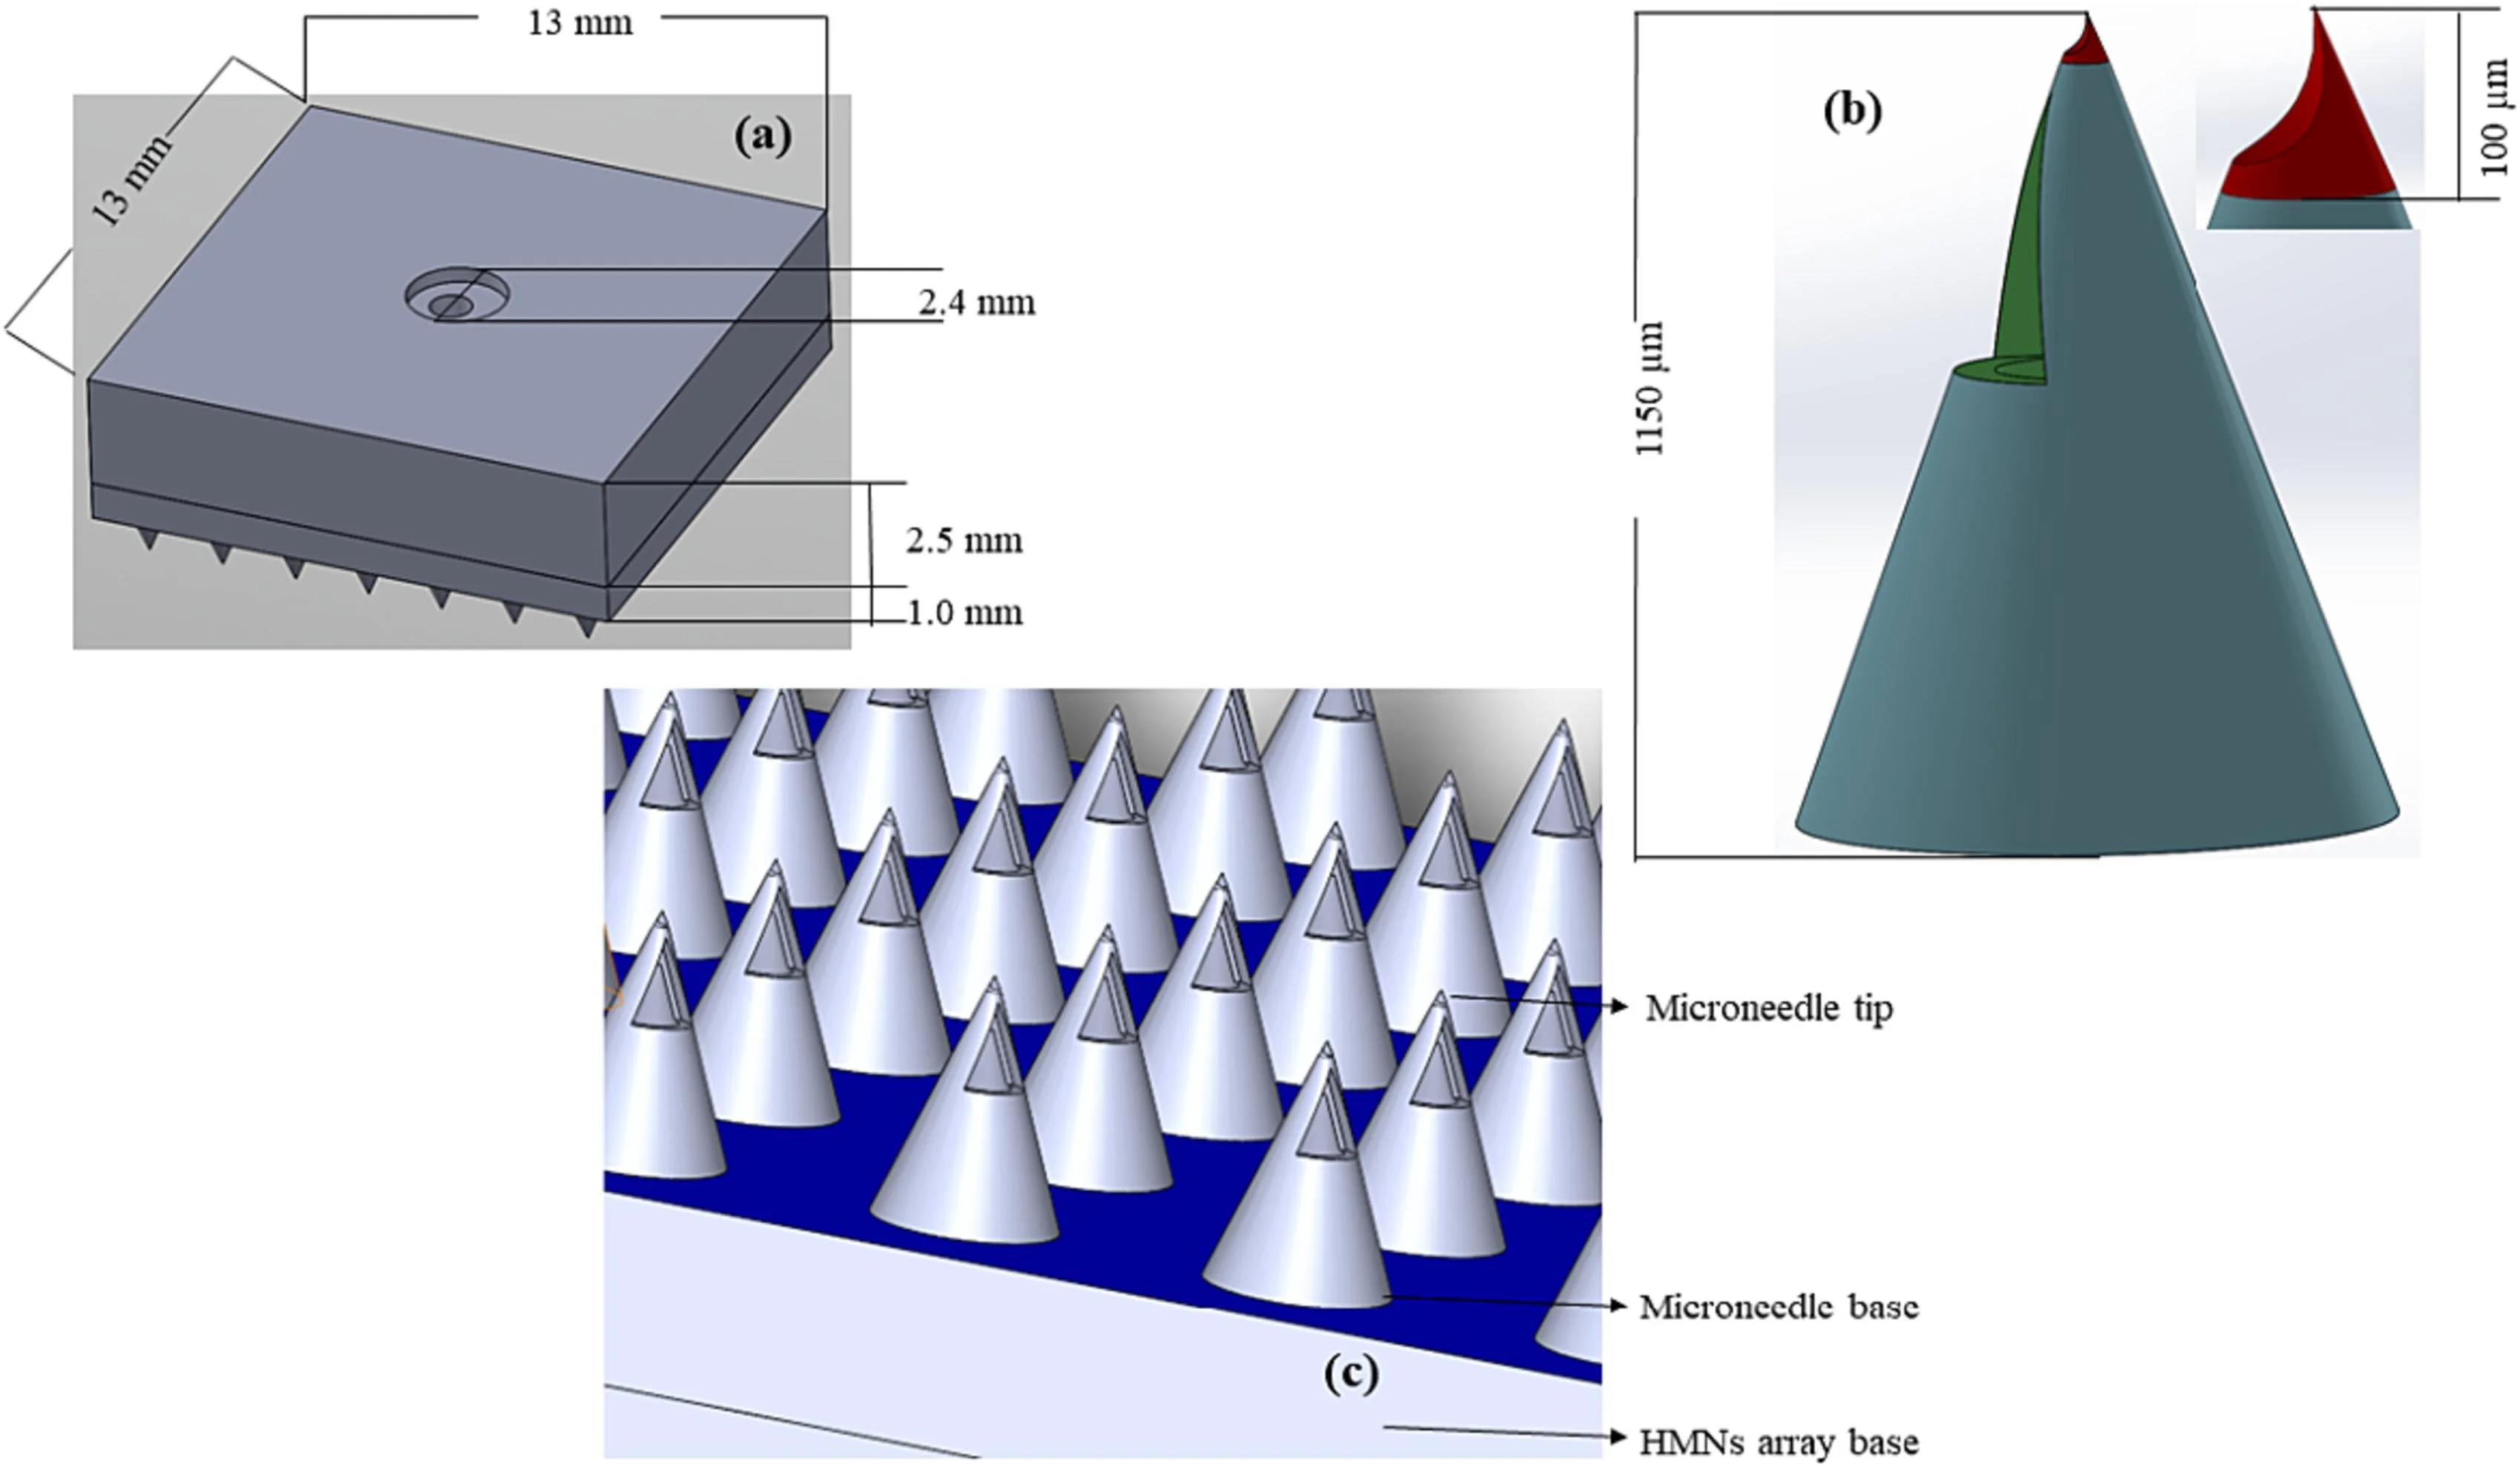 13 mm
(a)
13 mm
2.4 mm
2.5 mm
1.0 mm
(b)
100 µm
1150 µm
Microneedle tip
Microneedle base
(c)
HMNs array base